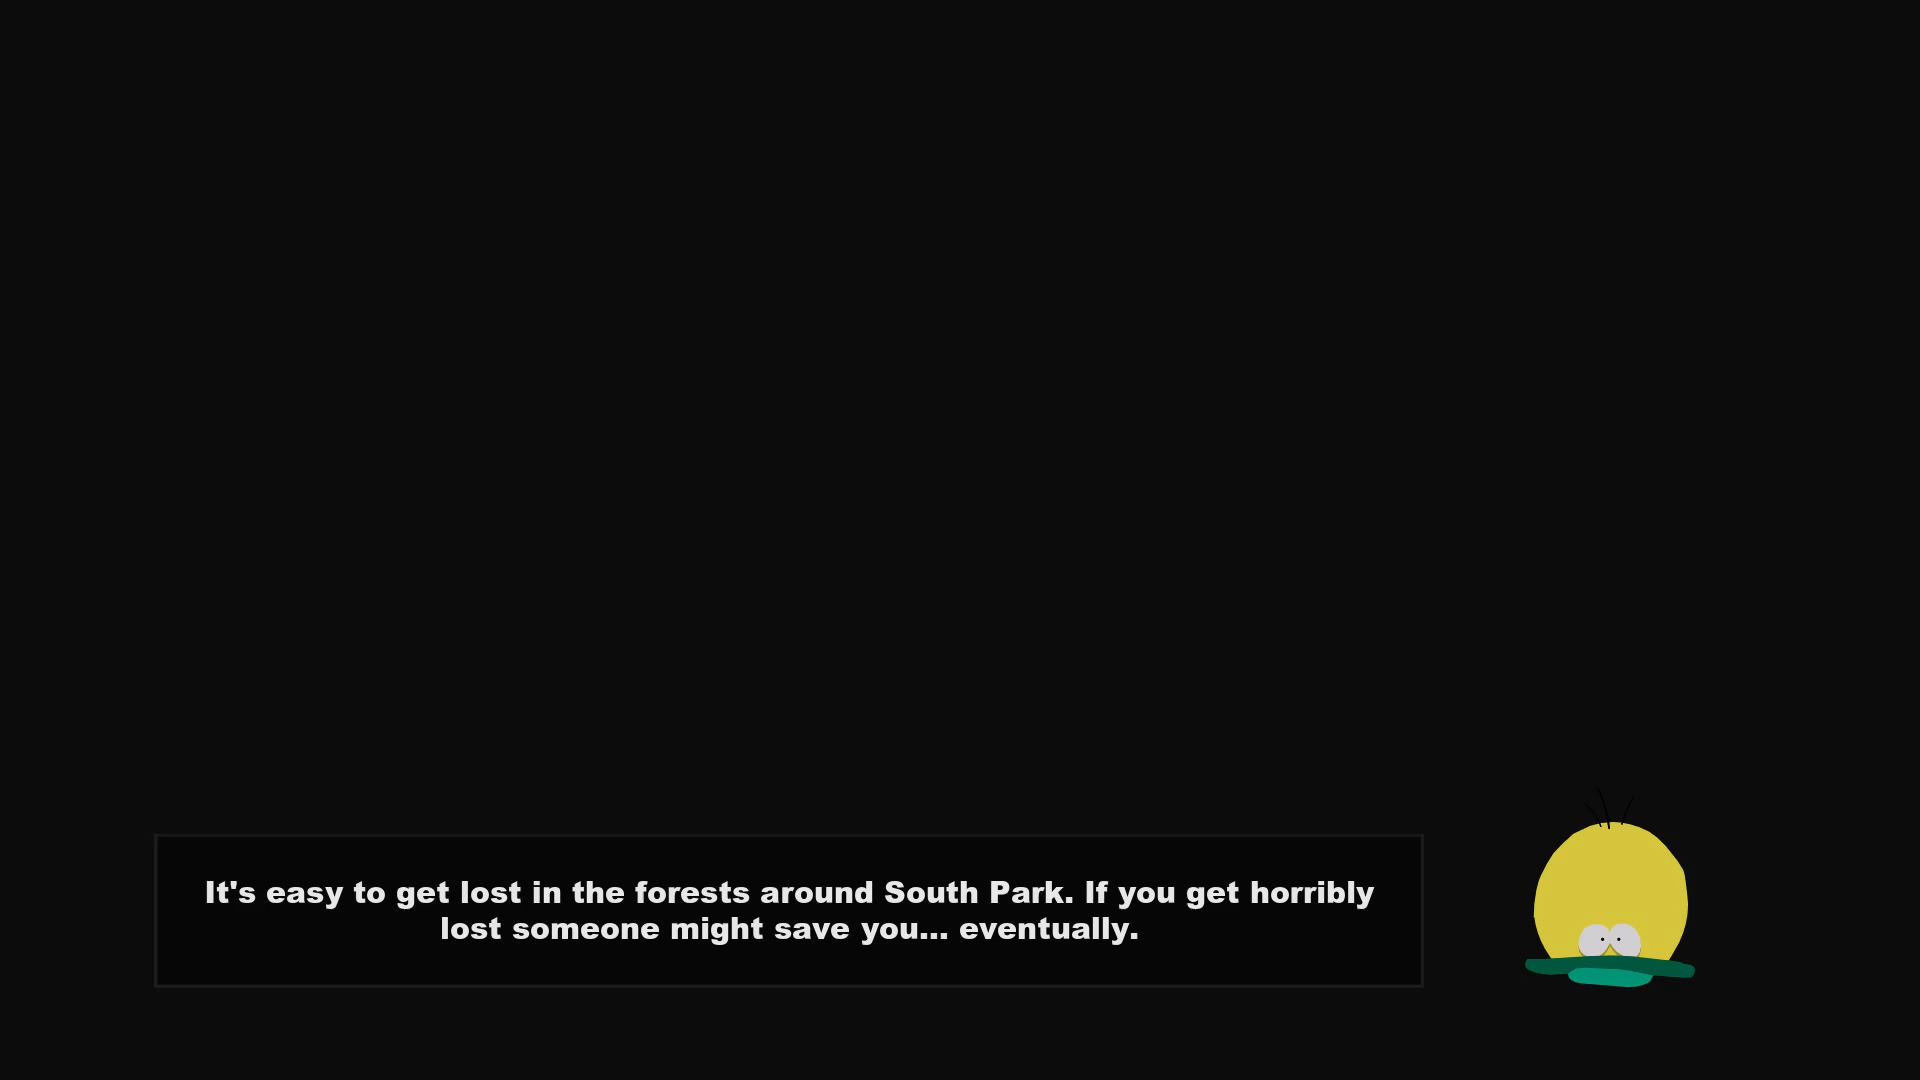 It's easy to get lost in the forests around South Park. If you get horribly
lost someone might save you... eventually.